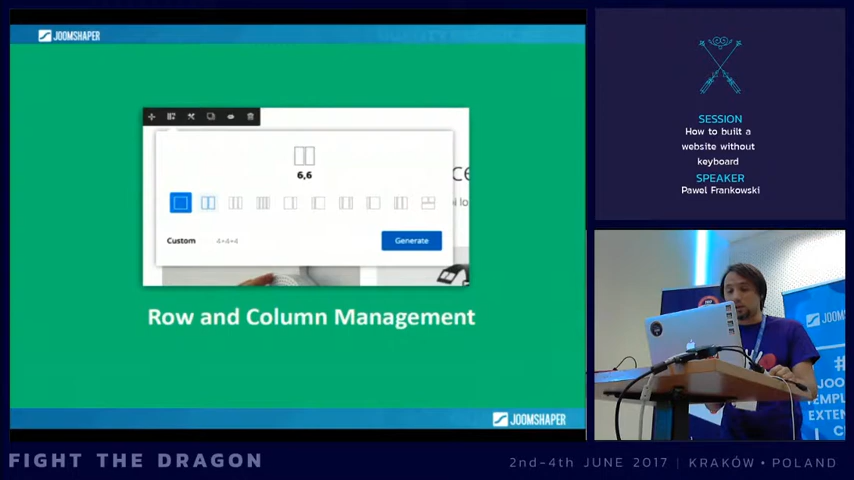 JOOMSHAPER
6,6
Custom
4+4+4
Generate
Row and Column Management
JOOMSHAPER
SESSION
How to built a
website without
keyboard
SPEAKER
Pawel Frankowski
FIGHT THE DRAGON
2nd-4th JUNE 2017 | KRAKÓW • POLAND